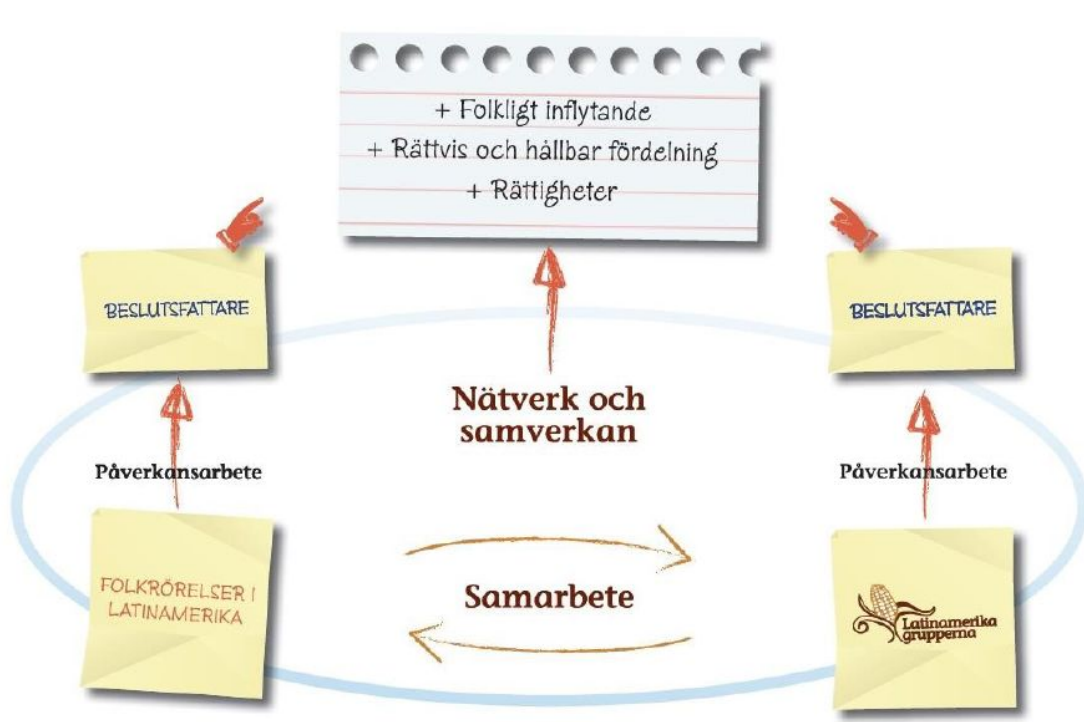 + Folkligt inflytande
+ Rättvis och hållbar fördelning
+ Rättigheter
BESLUTSFATTARE
BESLUTSFATTARE
Nätverk och
samverkan
Påverkansarbete
Påverkansarbete
FOLKRÖRELSER I
LATINAMERIKA
Samarbete
Latinamerika
grupperna